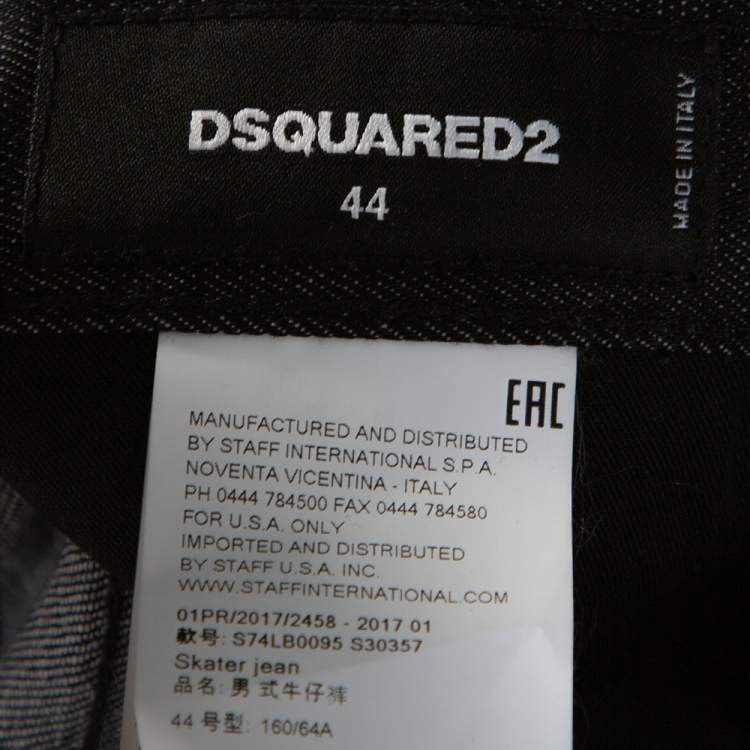 DSQUARED2
44
MADE IN ITALY
EAC
MANUFACTURED AND DISTRIBUTED
BY STAFF INTERNATIONAL S.P.A.
NOVENTA VICENTINA - ITALY
PH 0444 784500 FAX 0444 784580
FOR U.S.A. ONLY
IMPORTED AND DISTRIBUTED
BY STAFF U.S.A. INC.
WWW.STAFFINTERNATIONAL.COM
01PR/2017/2458 - 2017 01
款号: S74LB0095 S30357
Skater jean
品名: 男式牛仔裤
44 号型: 160/64A